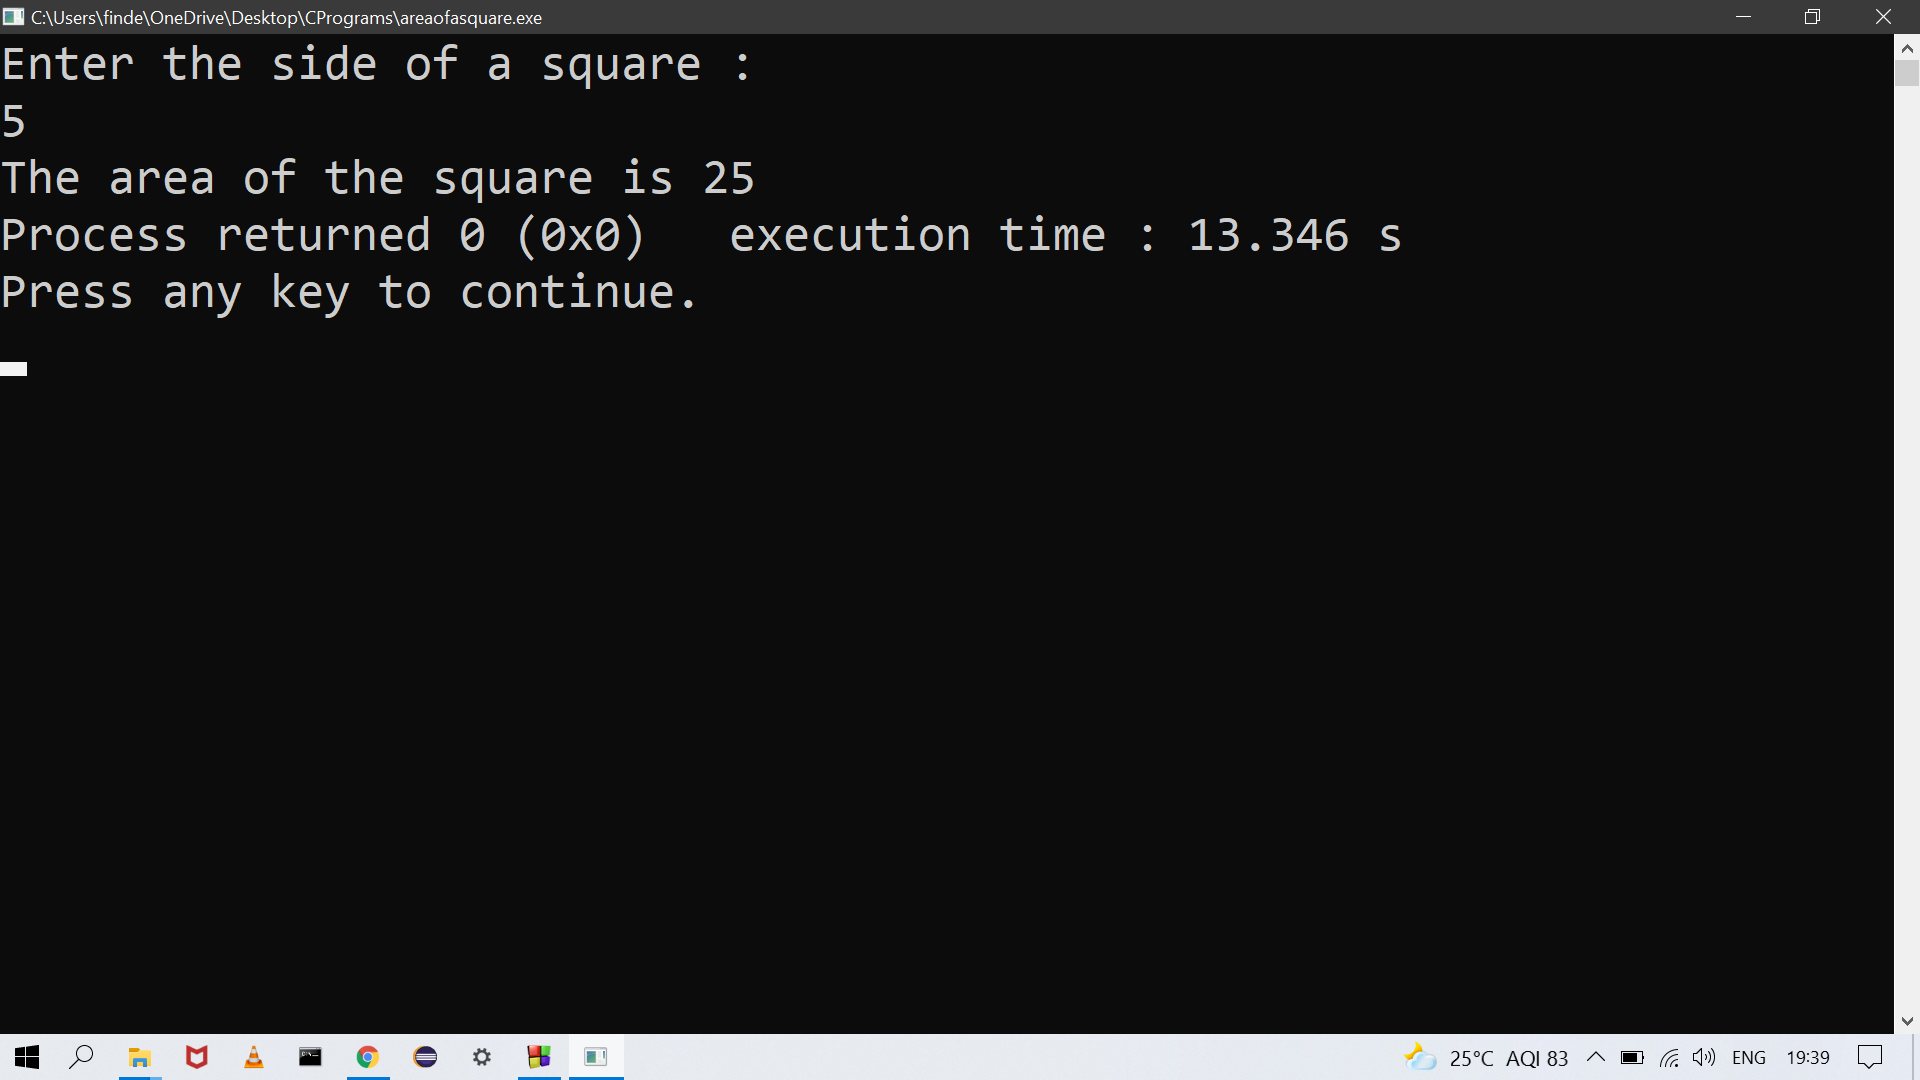 C:\Users\finde\OneDrive\Desktop\CPrograms\areaofasquare.exe
Enter the side of a square :
5
The area of the square is 25
Process returned 0 (0x0)   execution time : 13.346 s
Press any key to continue.
25°C AQI 83 ENG 19:39